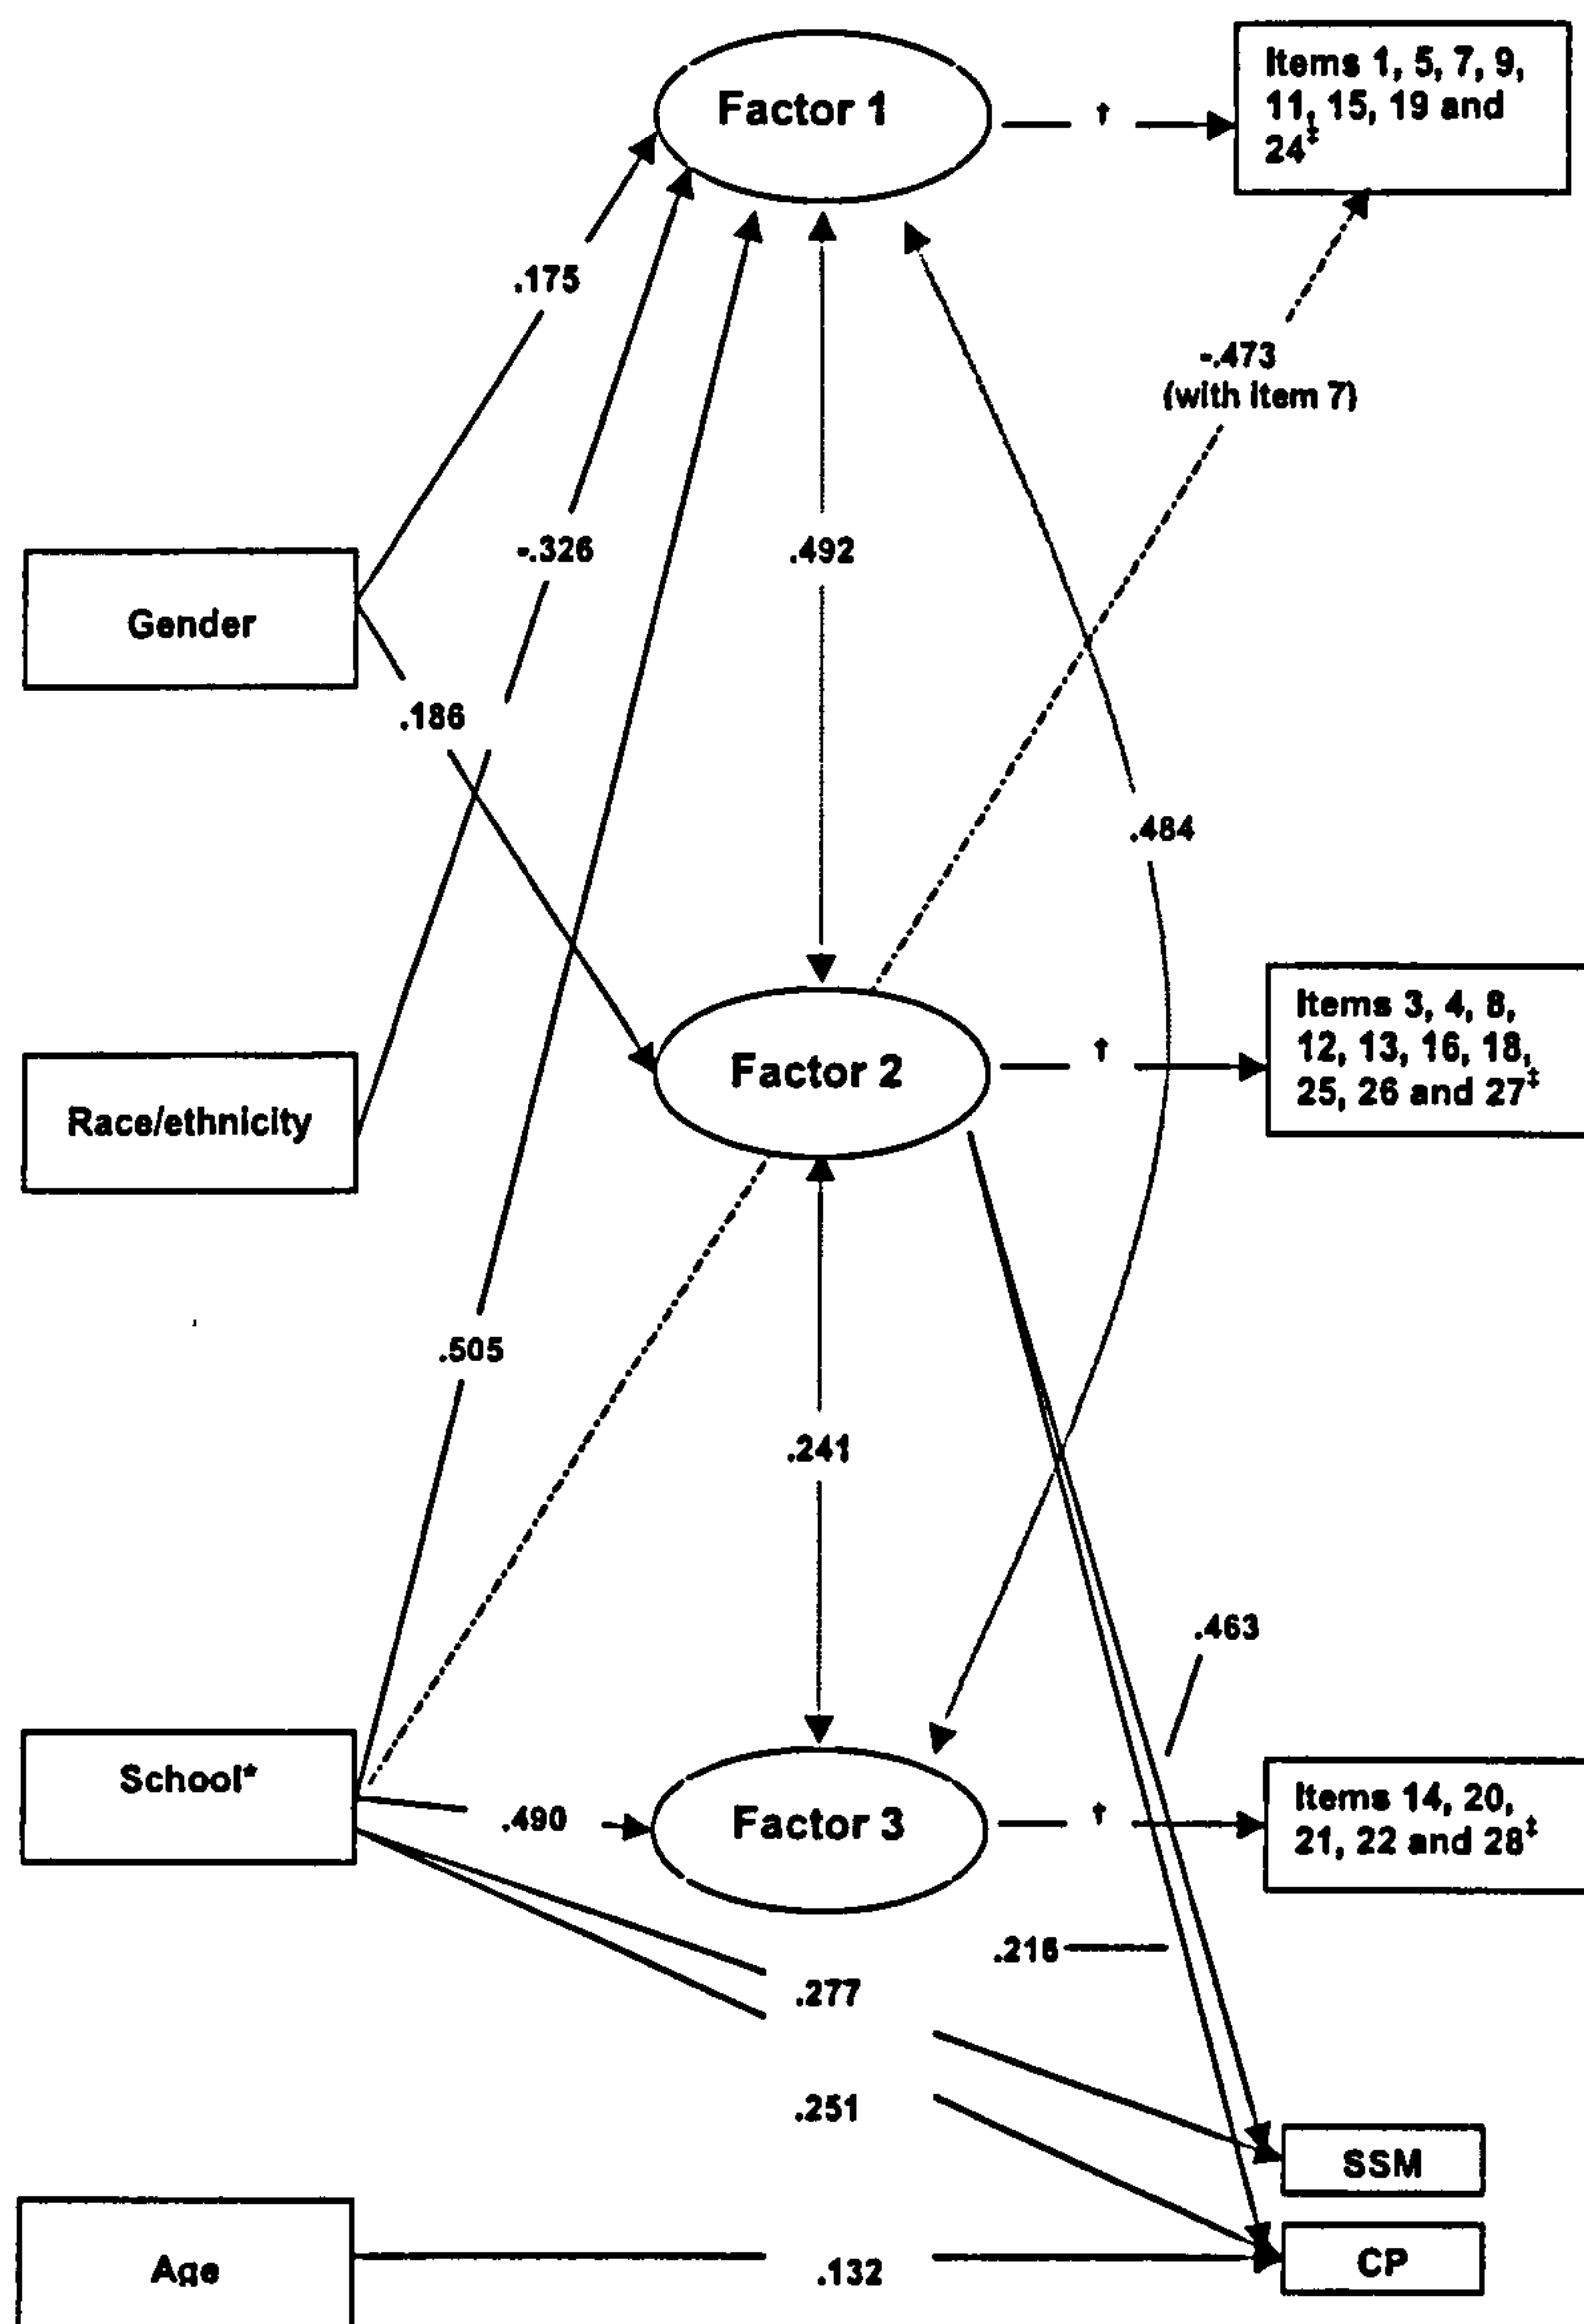 Factor 1
†
Items 1, 5, 7, 9,
11, 15, 19 and
24‡
.175
-.473
(with item 7)
-.326
.492
Gender
.186
.484
Factor 2
†
Items 3, 4, 8,
12, 13, 16, 18,
25, 26 and 27‡
Race/ethnicity
.505
.241
.463
School*
.490
Factor 3
†
Items 14, 20,
21, 22 and 28‡
.216
.277
.251
SSM
Age
.132
CP